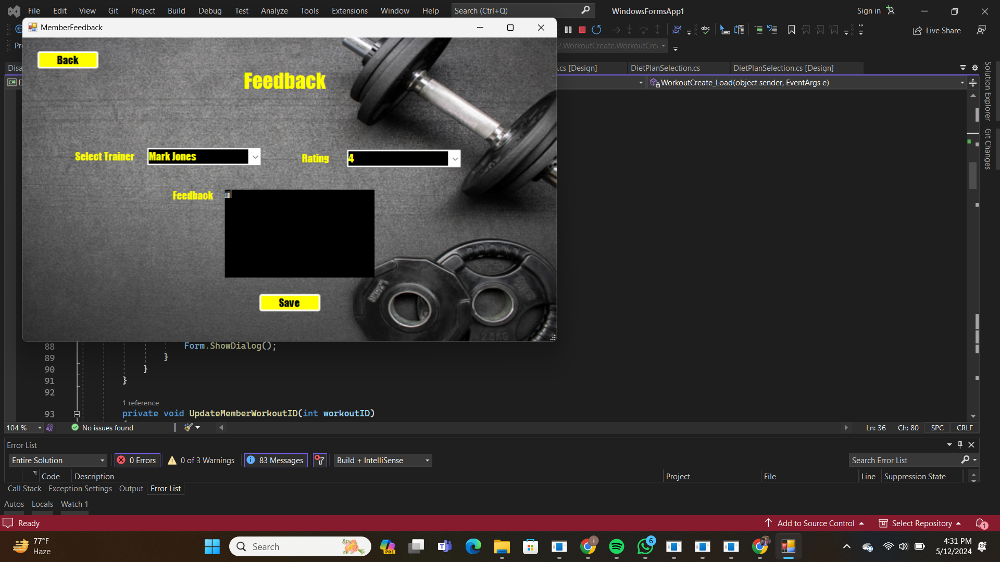 File Edit View Git Project Build Debug Test Analyze Tools Extensions Window Help Search (Ctrl+Q) WindowsFormsApp1 Sign in
MemberFeedback
Live Share
Pr
2.WorkoutCreate.WorkoutCre
Back
Disa
.cs [Design] DietPlanSelection.cs DietPlanSelection.cs [Design]
C# D
WorkoutCreate_Load(object sender, EventArgs e)
Solution Explorer
Git Changes
Feedback
Select Trainer Mark Jones Rating 4
Feedback
Save
2.5KG
88 Form.ShowDialog();
89 }
90 }
91 }
92
1 reference
93 private void UpdateMemberWorkoutID(int workoutID)
104 % No issues found Ln: 36 Ch: 80 SPC CRLF
Error List
Entire Solution 0 Errors 0 of 3 Warnings 83 Messages Build + IntelliSense Search Error List
Code Description Project File Line Suppression State
Call Stack Exception Settings Output Error List
Autos Locals Watch 1
Ready Add to Source Control Select Repository 1
77°F
Haze
Search
PRE
6
4:31 PM
5/12/2024